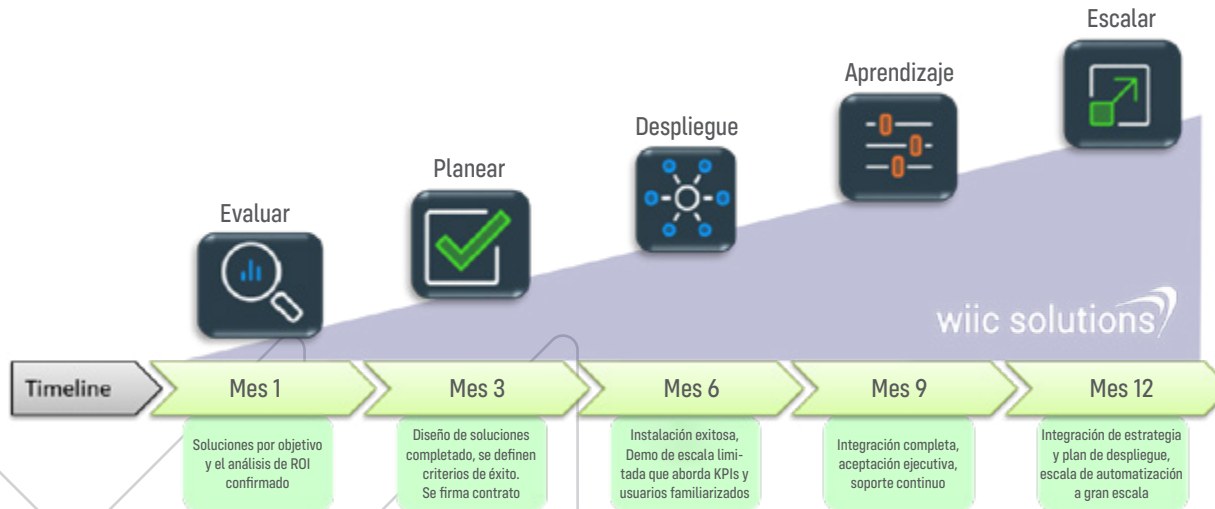 Escalar
Aprendizaje
Despliegue
Planear
Evaluar
wiic solutions
Timeline
Mes 1
Mes 3
Mes 6
Mes 9
Mes 12
Soluciones por objetivo
y el análisis de ROI
confirmado
Diseño de soluciones
completado, se definen
criterios de éxito.
Se firma contrato
Instalación exitosa,
Demo de escala limi-
tada que aborda KPIs y
usuarios familiarizados
Integración completa,
aceptación ejecutiva,
soporte continuo
Integración de estrategia
y plan de despliegue,
escala de automatización
a gran escala